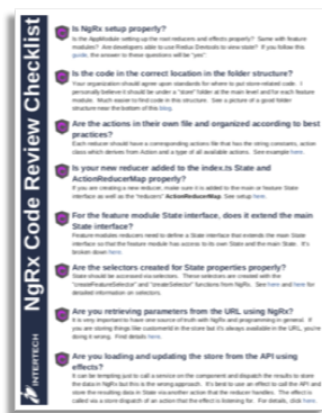 NgRx Code Review Checklist
INTERTECH
Is NgRx setup properly?
Is the AppModule setting up the root reducers and effects properly? Same with feature
modules? Are developers able to use Redux Devtools to view state? If you follow this
guide, the answer to these questions will be "yes".
Is the code in the correct location in the folder structure?
Your organization should agree upon standards for where to put store-related code. I
personally believe it should be under a "store" folder at the main level and for each feature
module. Much easier to find code in this structure. See a picture of a good folder
structure near the bottom of this blog.
Are the actions in their own file and organized according to best
practices?
Each reducer should have a corresponding actions file that has the string constants, action
class which derives from Action and a type of all available actions. See example here.
Is your new reducer added to the index.ts State and
ActionReducerMap properly?
If you are creating a new reducer, make sure it is added to the main or feature State
interface as well as the "reducers" ActionReducerMap. See setup here.
For the feature module State interface, does it extend the main
State interface?
Feature modules reducers need to define a State interface that extends the main State
interface so that the feature module has access to its own State and the main State. It's
broken down here.
Are the selectors created for State properties properly?
State should be accessed via selectors. These selectors are created with the
"createFeatureSelector" and "createSelector" functions from NgRx. See here and here for
detailed information on selectors.
Are you retrieving parameters from the URL using NgRx?
It is very important to have one source of truth with NgRx and programming in general. If
you are storing things like customerId in the store but it's always available in the URL, you're
doing it wrong. Find details here.
Are you loading and updating the store from the API using
effects?
It can be tempting just to call a service on the component and dispatch the results to store
the data in NgRx but this is the wrong approach. It's best to use an effect to call the API and
store the resulting data in State via another action that the reducer handles. The effect is
called via a store dispatch of an action that the effect is listening for. For details, click here.